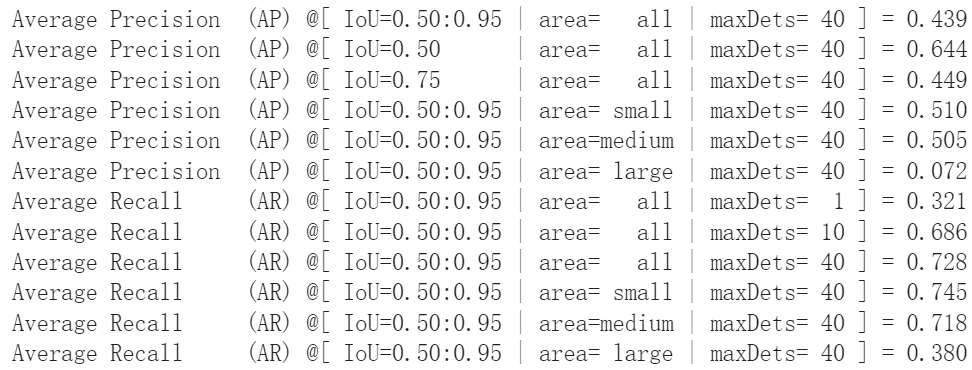 Average Precision (AP) @[ IoU=0.50:0.95 | area= all | maxDets= 40 ] = 0.439
Average Precision (AP) @[ IoU=0.50 | area= all | maxDets= 40 ] = 0.644
Average Precision (AP) @[ IoU=0.75 | area= all | maxDets= 40 ] = 0.449
Average Precision (AP) @[ IoU=0.50:0.95 | area= small | maxDets= 40 ] = 0.510
Average Precision (AP) @[ IoU=0.50:0.95 | area=medium | maxDets= 40 ] = 0.505
Average Precision (AP) @[ IoU=0.50:0.95 | area= large | maxDets= 40 ] = 0.072
Average Recall (AR) @[ IoU=0.50:0.95 | area= all | maxDets= 1 ] = 0.321
Average Recall (AR) @[ IoU=0.50:0.95 | area= all | maxDets= 10 ] = 0.686
Average Recall (AR) @[ IoU=0.50:0.95 | area= all | maxDets= 40 ] = 0.728
Average Recall (AR) @[ IoU=0.50:0.95 | area= small | maxDets= 40 ] = 0.745
Average Recall (AR) @[ IoU=0.50:0.95 | area=medium | maxDets= 40 ] = 0.718
Average Recall (AR) @[ IoU=0.50:0.95 | area= large | maxDets= 40 ] = 0.380